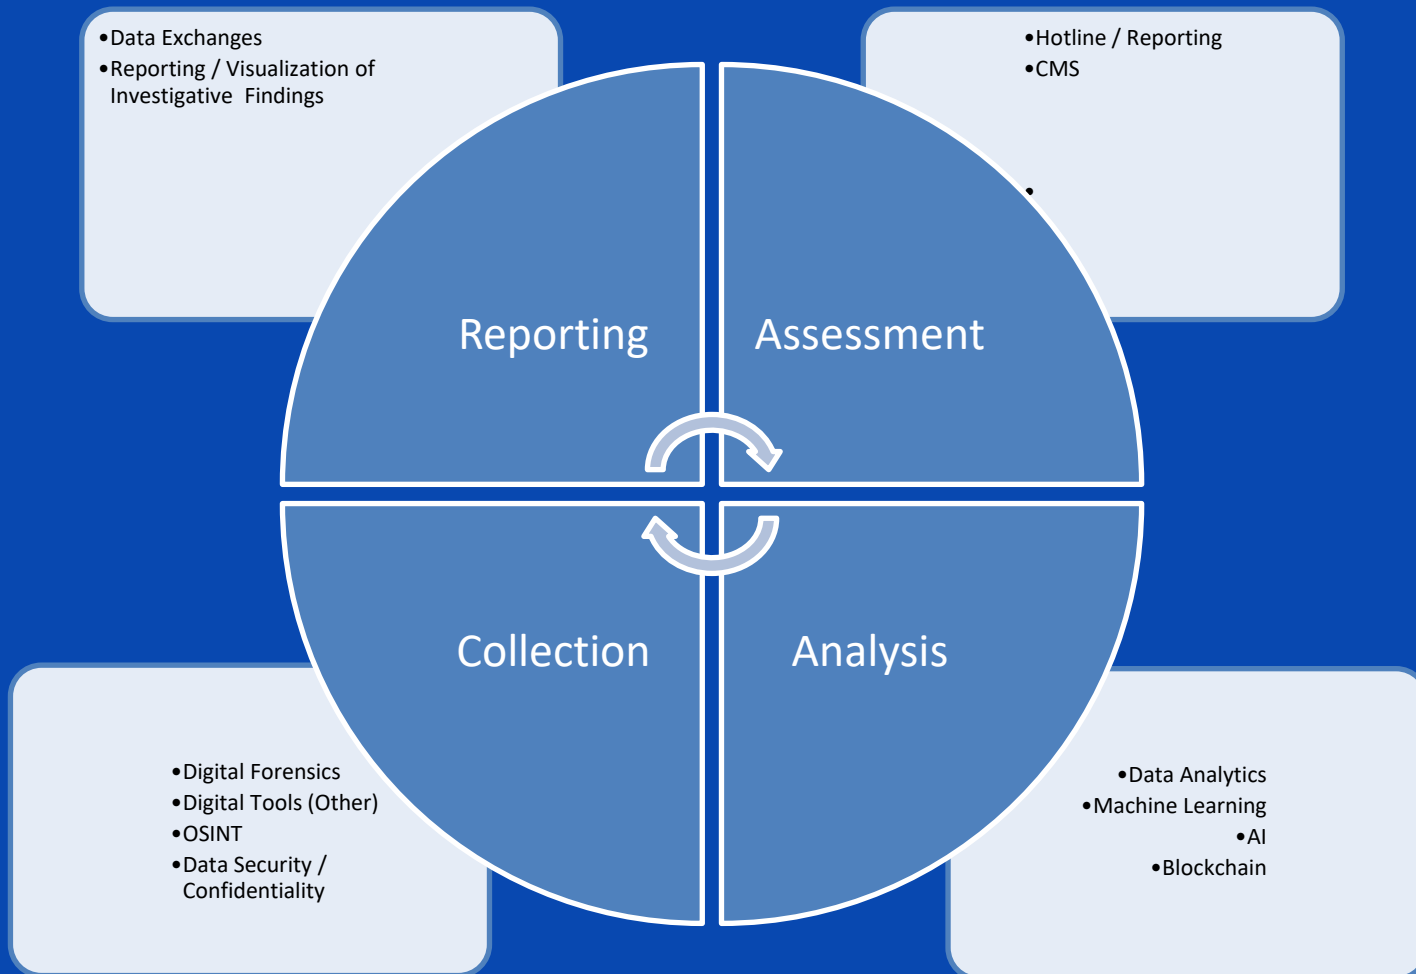 •Data Exchanges
•Reporting / Visualization of
Investigative Findings
•Hotline / Reporting
•CMS
•
Reporting
Assessment
Collection
Analysis
•Digital Forensics
•Digital Tools (Other)
•OSINT
•Data Security /
Confidentiality
•Data Analytics
•Machine Learning
•AI
•Blockchain